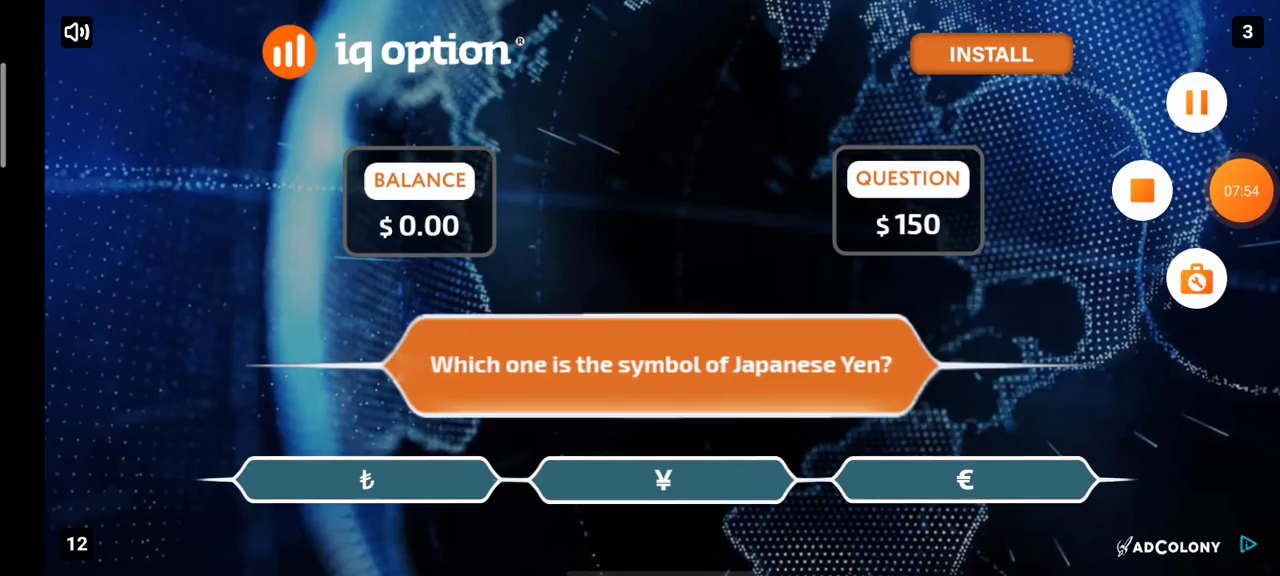 iq option®
INSTALL
3
BALANCE
$ 0.00
QUESTION
$ 150
07:54
Which one is the symbol of Japanese Yen?
₺
¥
€
12
ADCOLONY